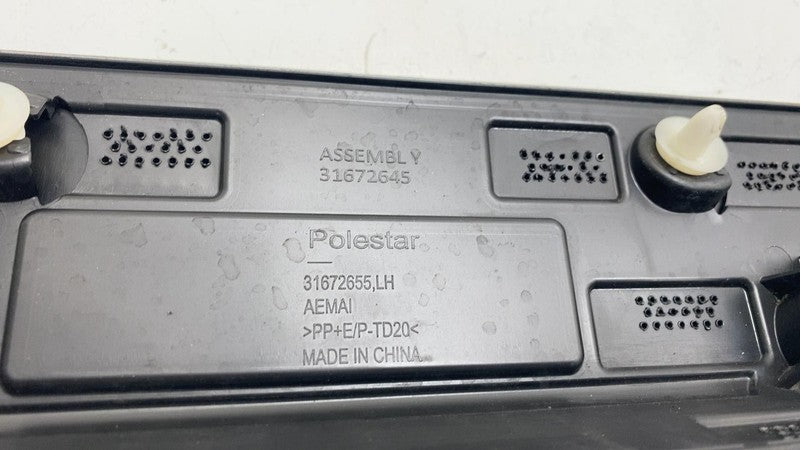 ASSEMBLY
31672645
Polestar
31672655,LH
AEMAI
>PP+E/P-TD20<
MADE IN CHINA